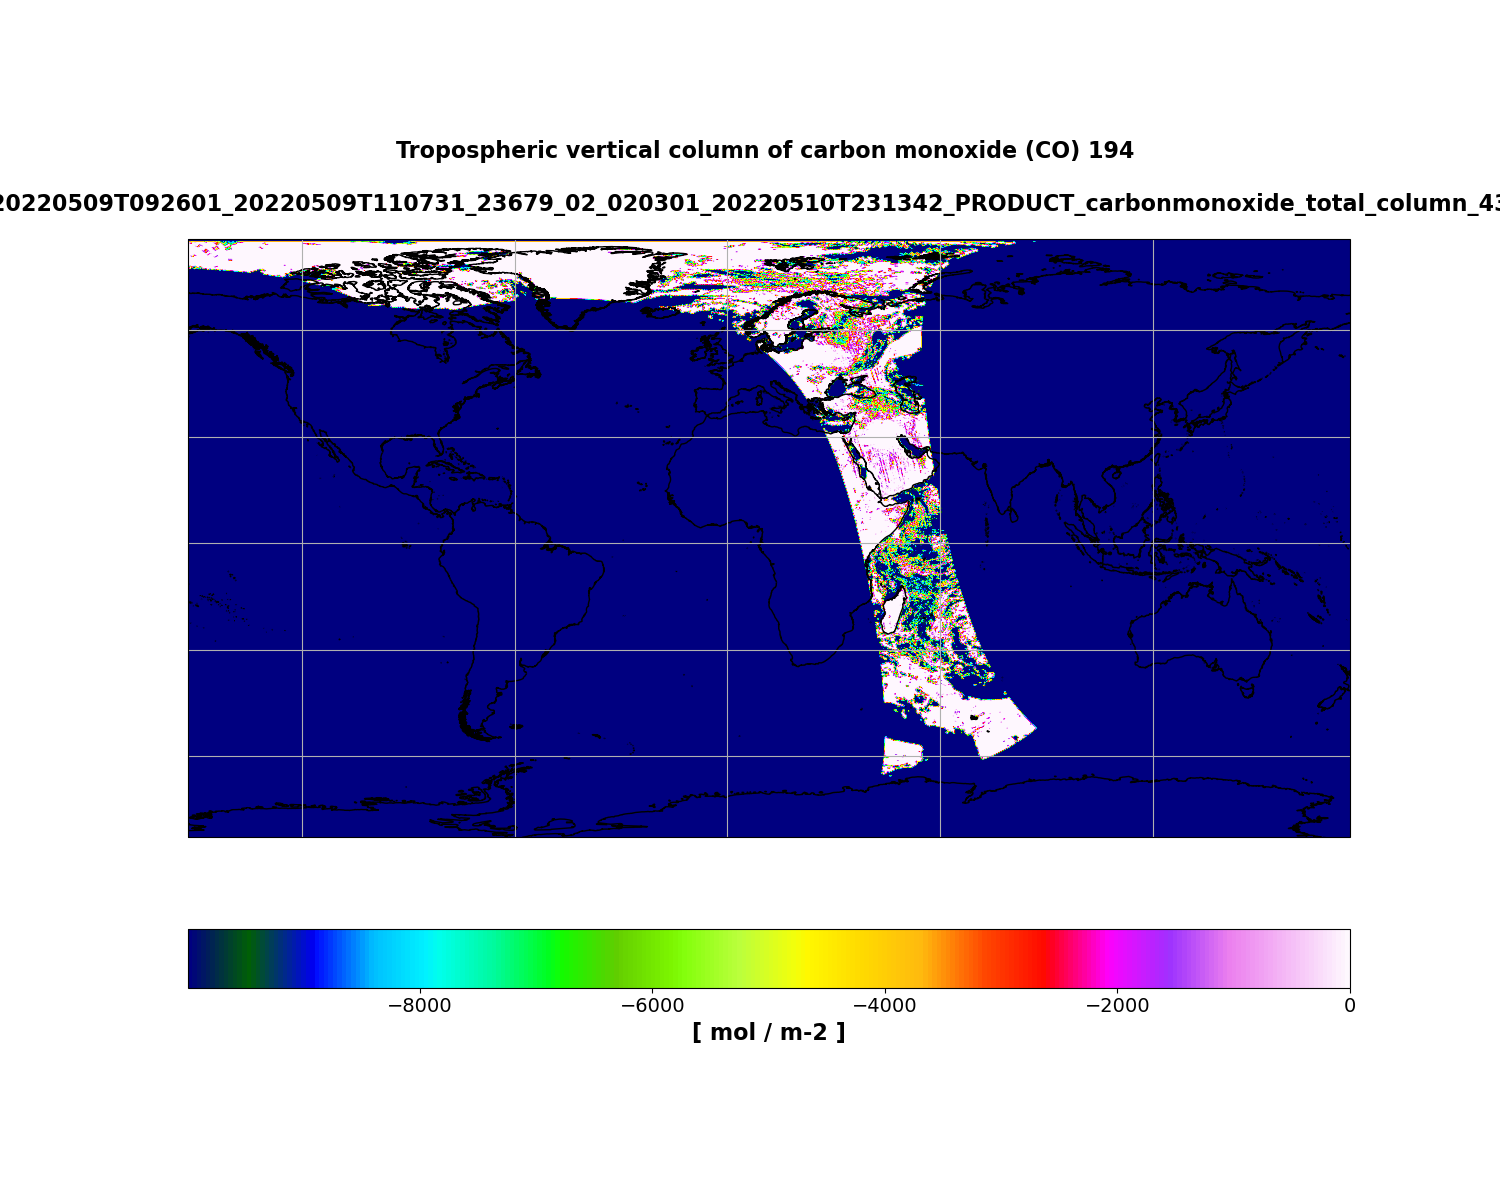 Tropospheric vertical column of carbon monoxide (CO) 194
20220509T092601_20220509T110731_23679_02_020301_20220510T231342_PRODUCT_carbonmonoxide_total_column_43
−8000 −6000 −4000 −2000 0
[ mol / m-2 ]